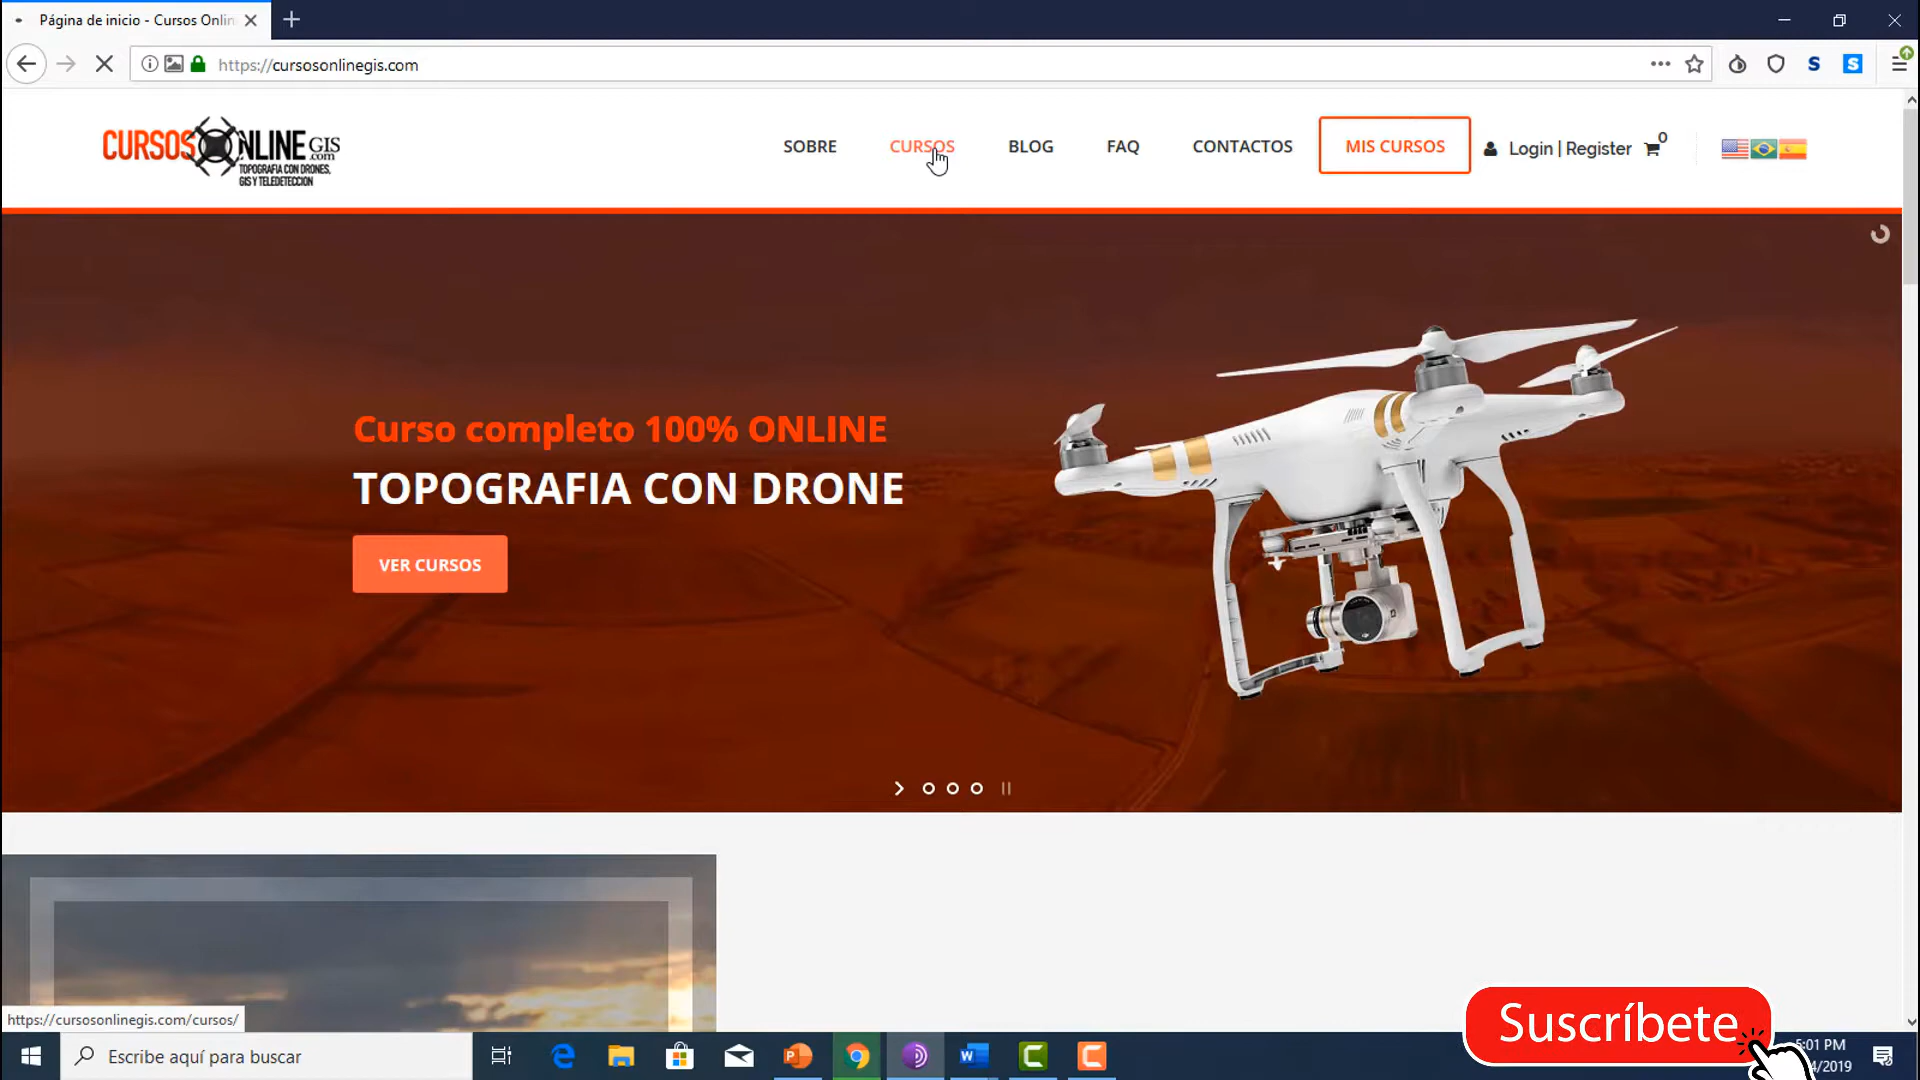 Página de inicio - Cursos Onlin
https://cursosonlinegis.com
CURSOS ONLINE GIS
.com
TOPOGRAFIA CON DRONES,
GIS Y TELEDETECCION
SOBRE
CURSOS
BLOG
FAQ
CONTACTOS
MIS CURSOS
Login | Register
0
Curso completo 100% ONLINE
TOPOGRAFIA CON DRONE
VER CURSOS
https://cursosonlinegis.com/cursos/
Suscríbete
Escribe aquí para buscar
5:01 PM
4/2019